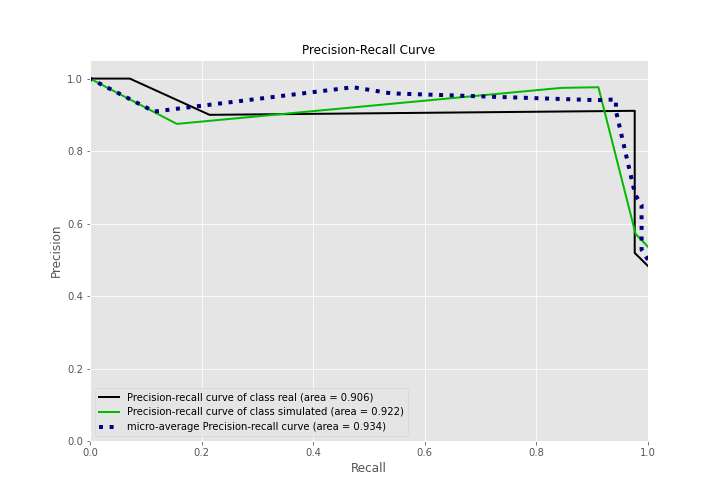 Precision-Recall Curve
1.0
0.8
0.6
0.4
0.2
0.0
Precision
Precision-recall curve of class real (area = 0.906)
Precision-recall curve of class simulated (area = 0.922)
micro-average Precision-recall curve (area = 0.934)
0.0 0.2 0.4 0.6 0.8 1.0
Recall